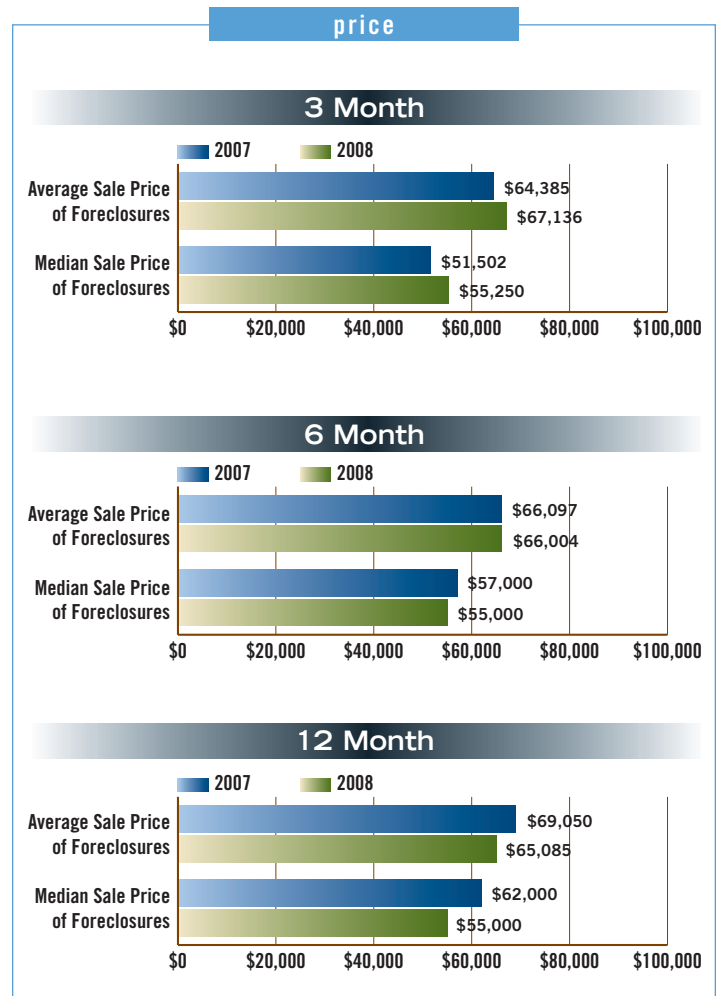 price
3 Month
2007 2008
Average Sale Price
of Foreclosures
$64,385
$67,136
Median Sale Price
of Foreclosures
$51,502
$55,250
$0 $20,000 $40,000 $60,000 $80,000 $100,000
6 Month
2007 2008
Average Sale Price
of Foreclosures
$66,097
$66,004
Median Sale Price
of Foreclosures
$57,000
$55,000
$0 $20,000 $40,000 $60,000 $80,000 $100,000
12 Month
2007 2008
Average Sale Price
of Foreclosures
$69,050
$65,085
Median Sale Price
of Foreclosures
$62,000
$55,000
$0 $20,000 $40,000 $60,000 $80,000 $100,000